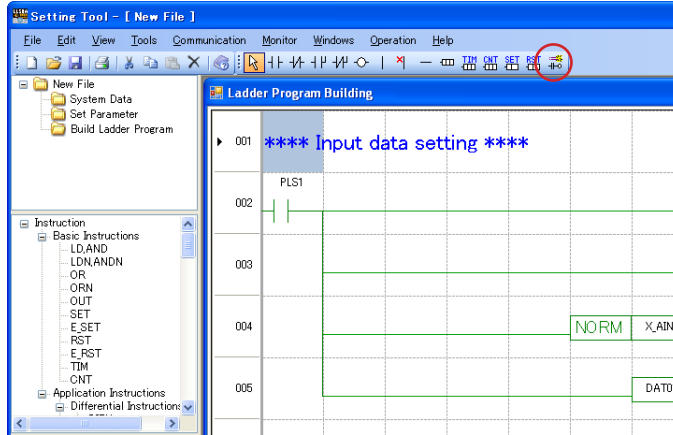 Setting Tool - [ New File ]
File Edit View Tools Communication Monitor Windows Operation Help
TIM CNT SET RST
New File
System Data
Set Parameter
Build Ladder Program
Instruction
Basic Instructions
LD,AND
LDN,ANDN
OR
ORN
OUT
SET
E_SET
RST
E_RST
TIM
CNT
Application Instructions
Differential Instructions
Ladder Program Building
001 **** Input data setting ****
PLS1
002
003
004 NORM X_AIN
005 DAT0